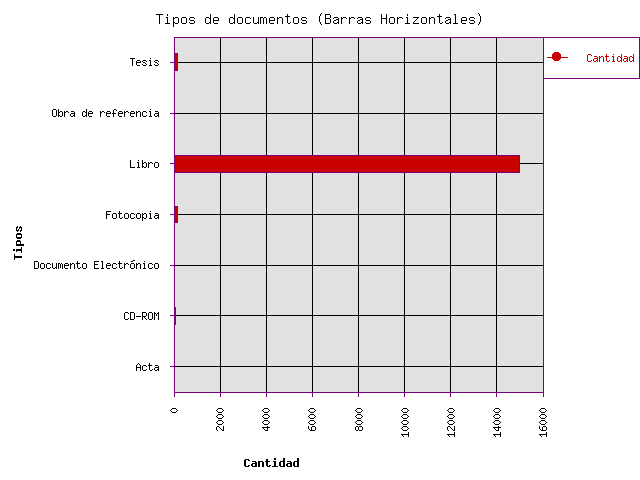 Tipos de documentos (Barras Horizontales)
Cantidad
Tesis
Obra de referencia
Libro
Fotocopia
Documento Electrónico
CD-ROM
Acta
Tipos
0
2000
4000
6000
8000
10000
12000
14000
16000
Cantidad